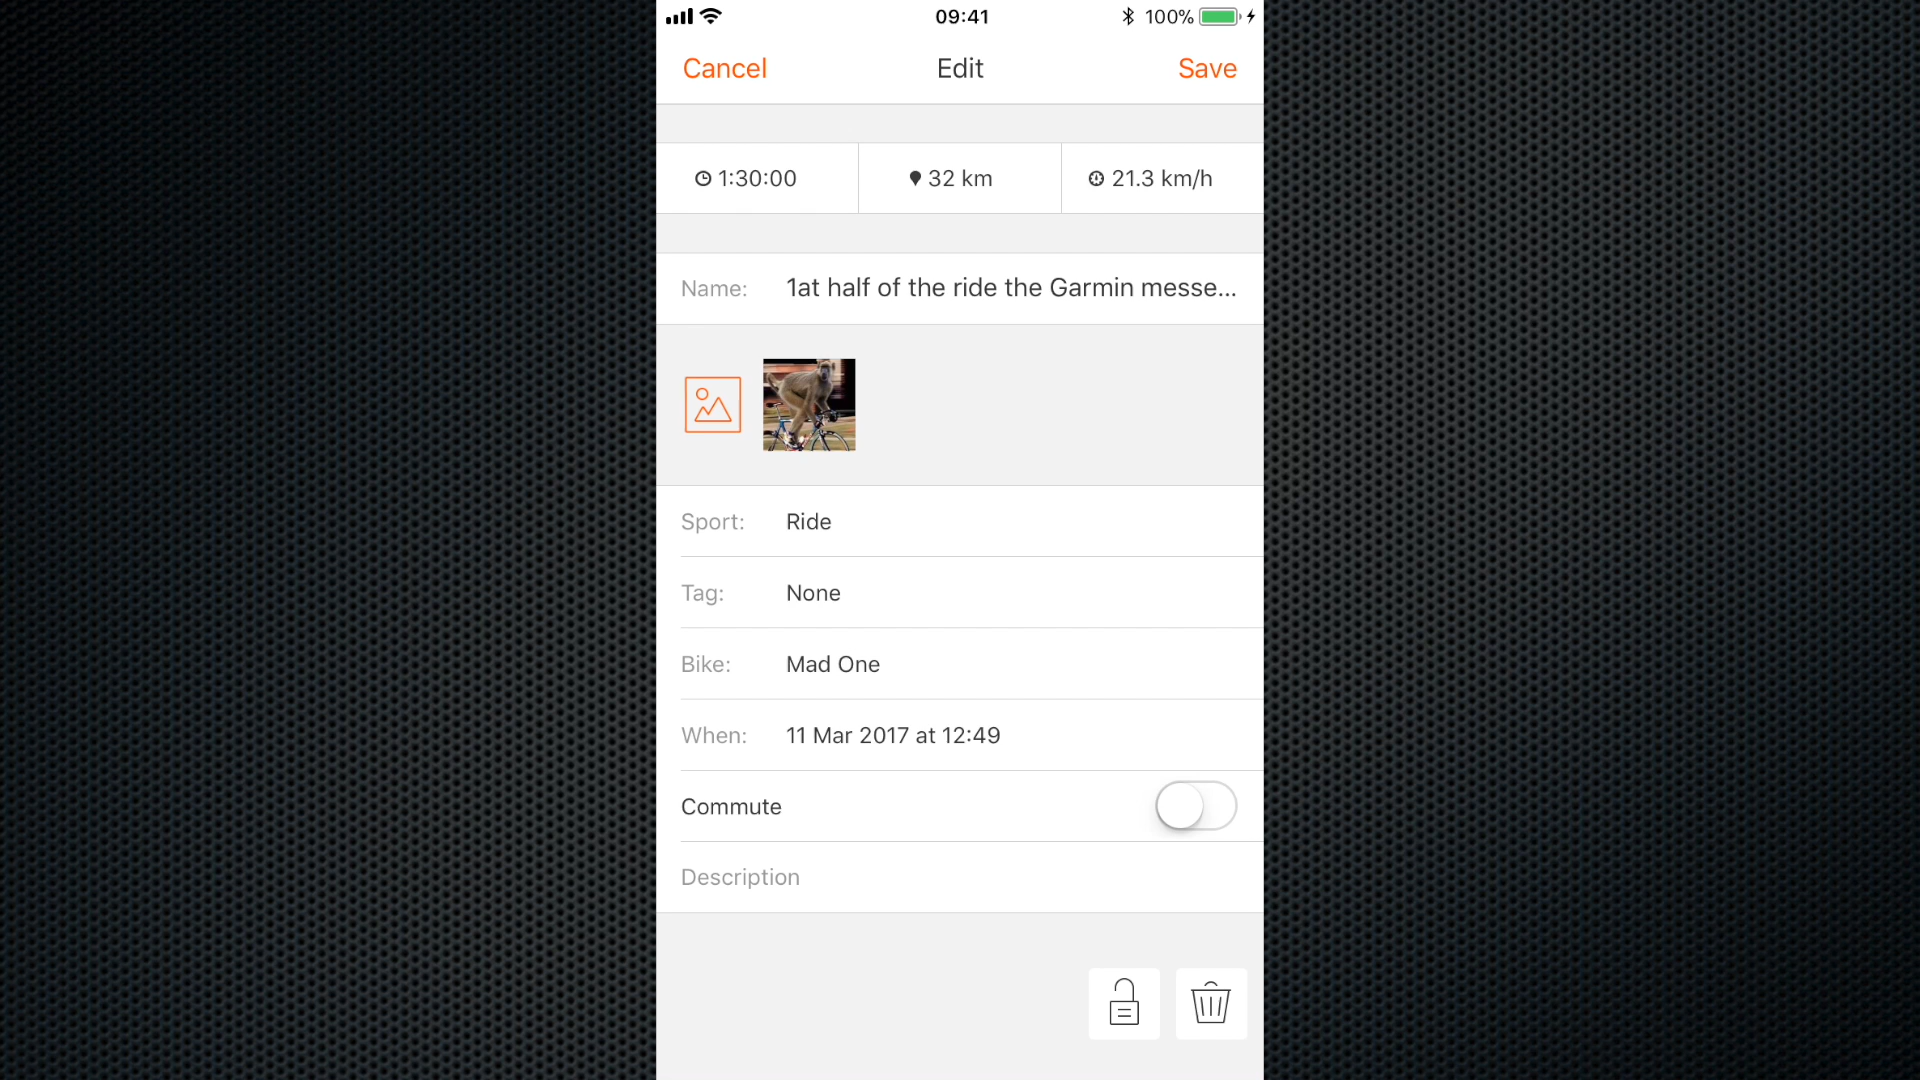 09:41
100%
Cancel Edit Save
1:30:00 32 km 21.3 km/h
Name: 1at half of the ride the Garmin messe...
Sport: Ride
Tag: None
Bike: Mad One
When: 11 Mar 2017 at 12:49
Commute
Description